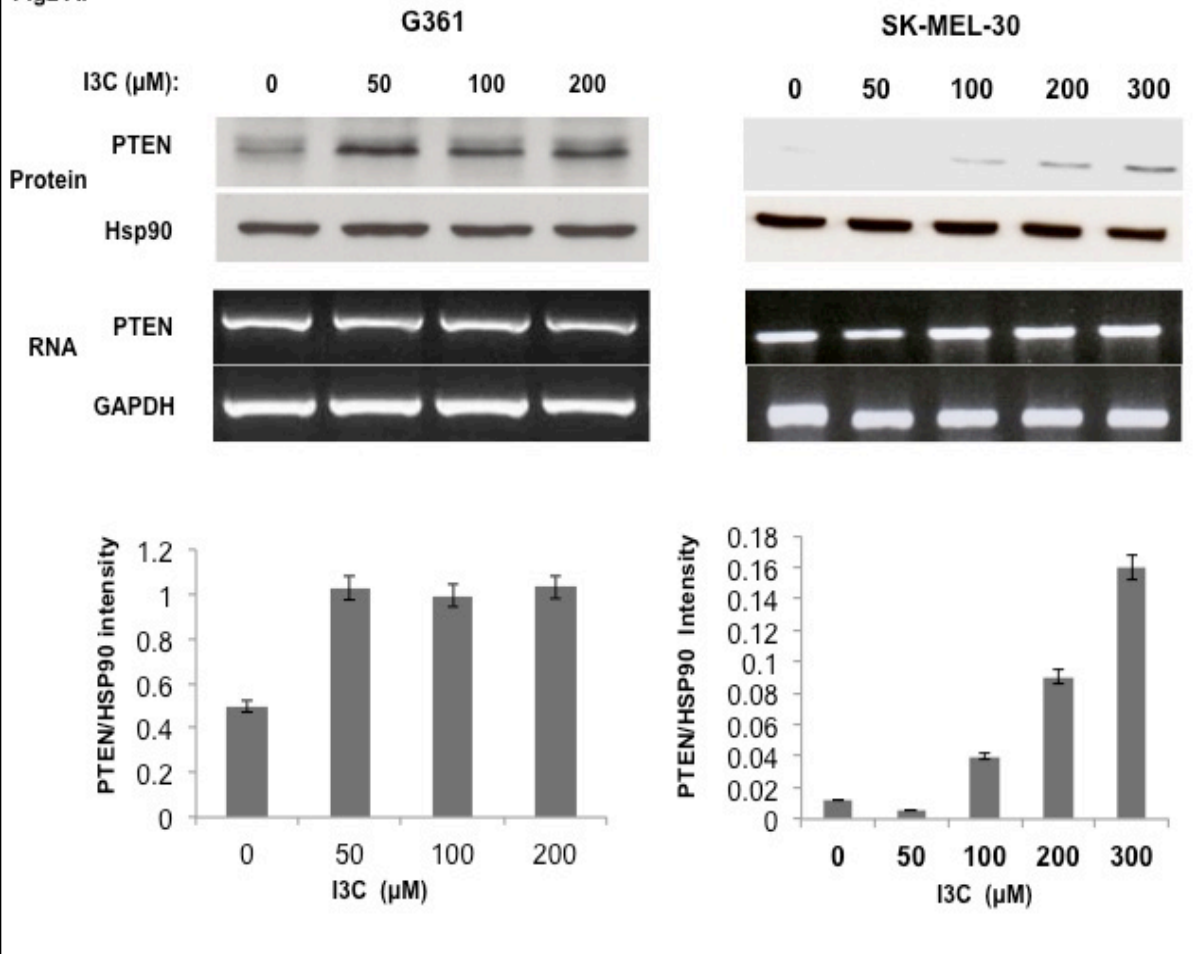 G361
SK-MEL-30
I3C (µM):
0 50 100 200
0 50 100 200 300
PTEN
Protein
Hsp90
PTEN
RNA
GAPDH
PTEN/HSP90 intensity
1.2
1
0.8
0.6
0.4
0.2
0
0 50 100 200
I3C (µM)
PTEN/HSP90 Intensity
0.18
0.16
0.14
0.12
0.1
0.08
0.06
0.04
0.02
0
0 50 100 200 300
I3C (µM)